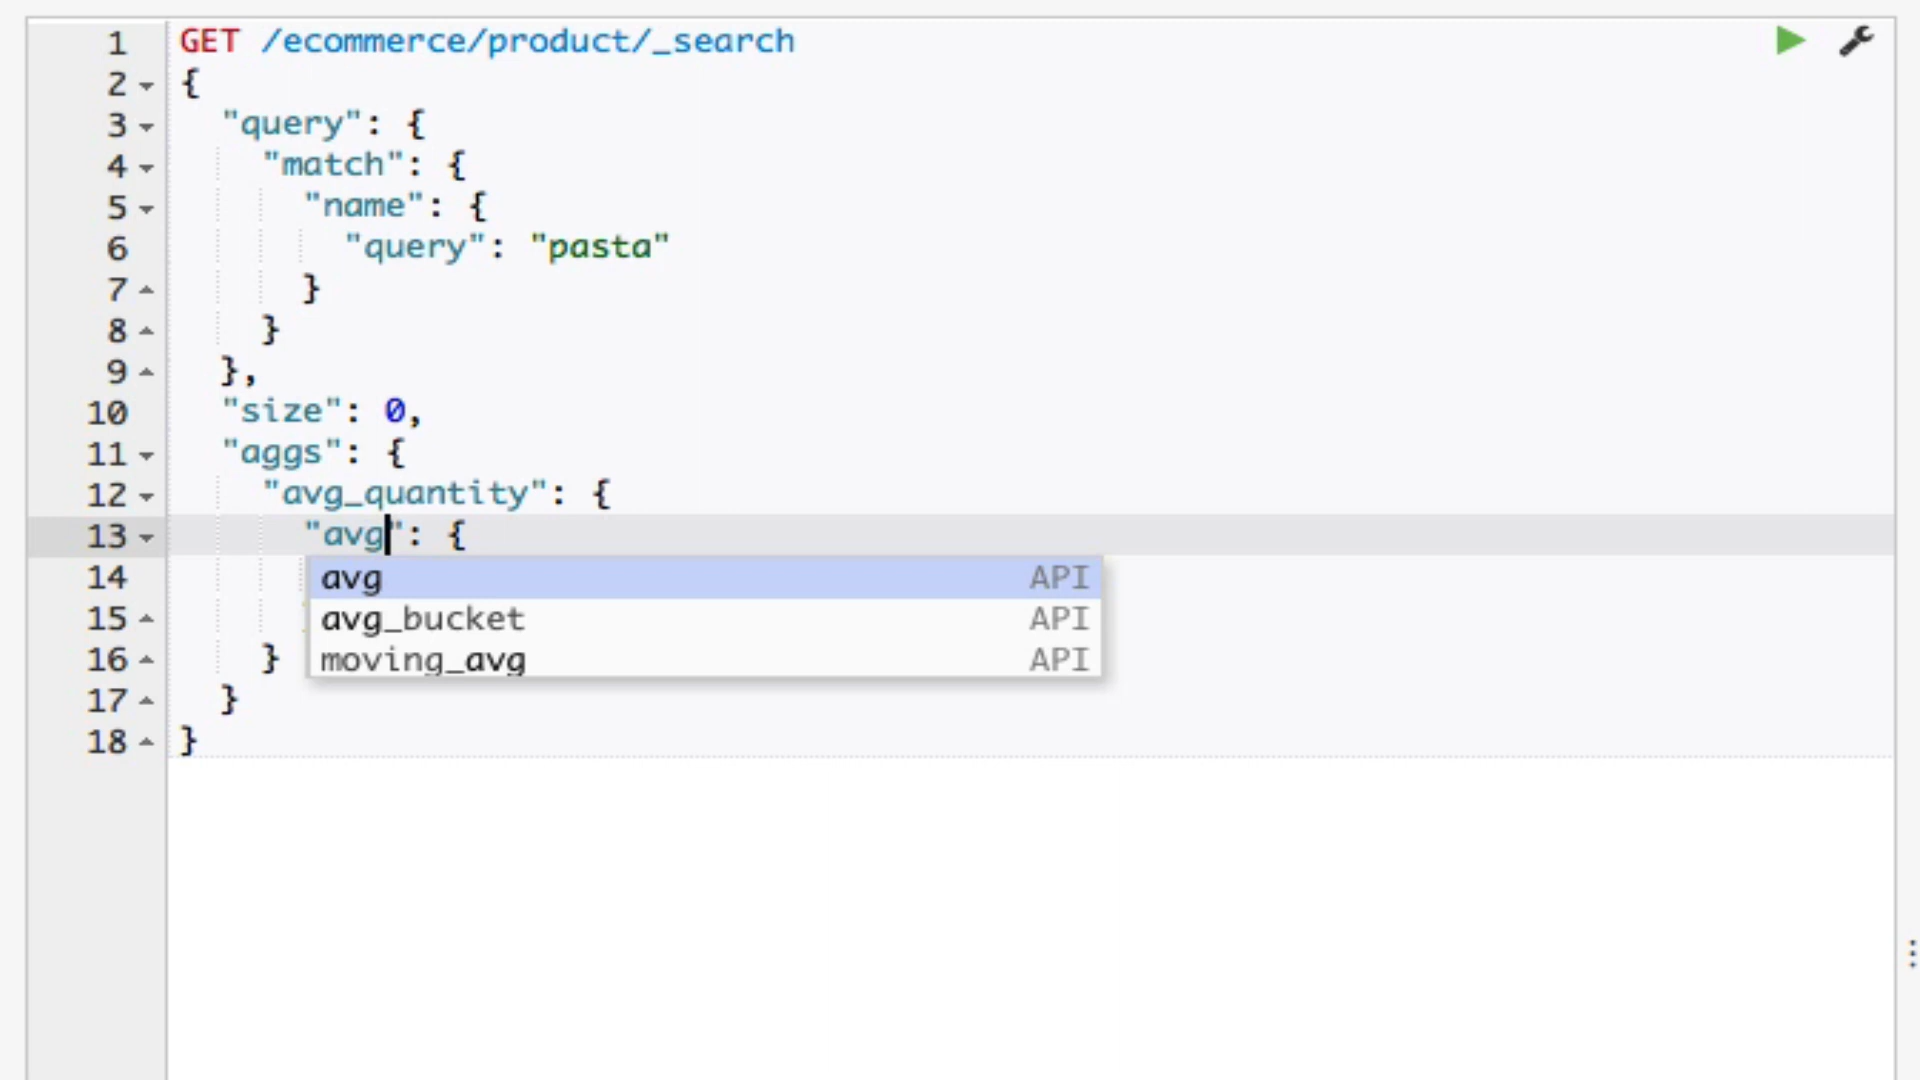 1 GET /ecommerce/product/_search
2 {
3 "query": {
4 "match": {
5 "name": {
6 "query": "pasta"
7 }
8 }
9 },
10 "size": 0,
11 "aggs": {
12 "avg_quantity": {
13 "avg": {
14 avg API
15 avg_bucket API
16 } moving_avg API
17 }
18 }